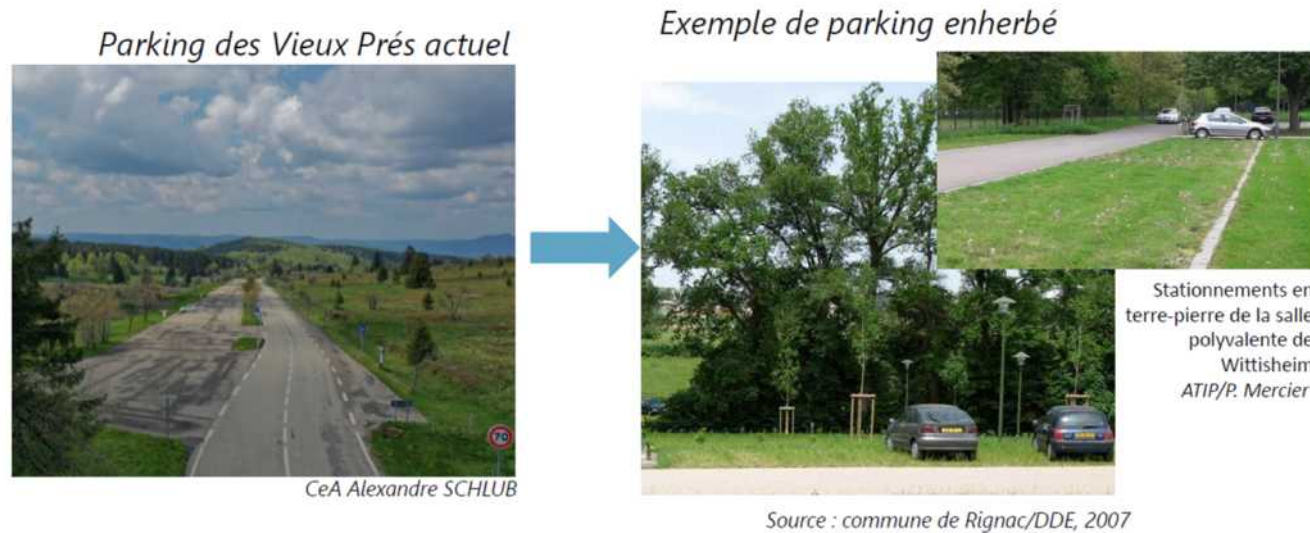 Parking des Vieux Prés actuel
CeA Alexandre SCHLUB
Exemple de parking enherbé
Stationnements en
terre-pierre de la salle
polyvalente de
Wittisheim
ATIP/P. Mercier
Source : commune de Rignac/DDE, 2007
70